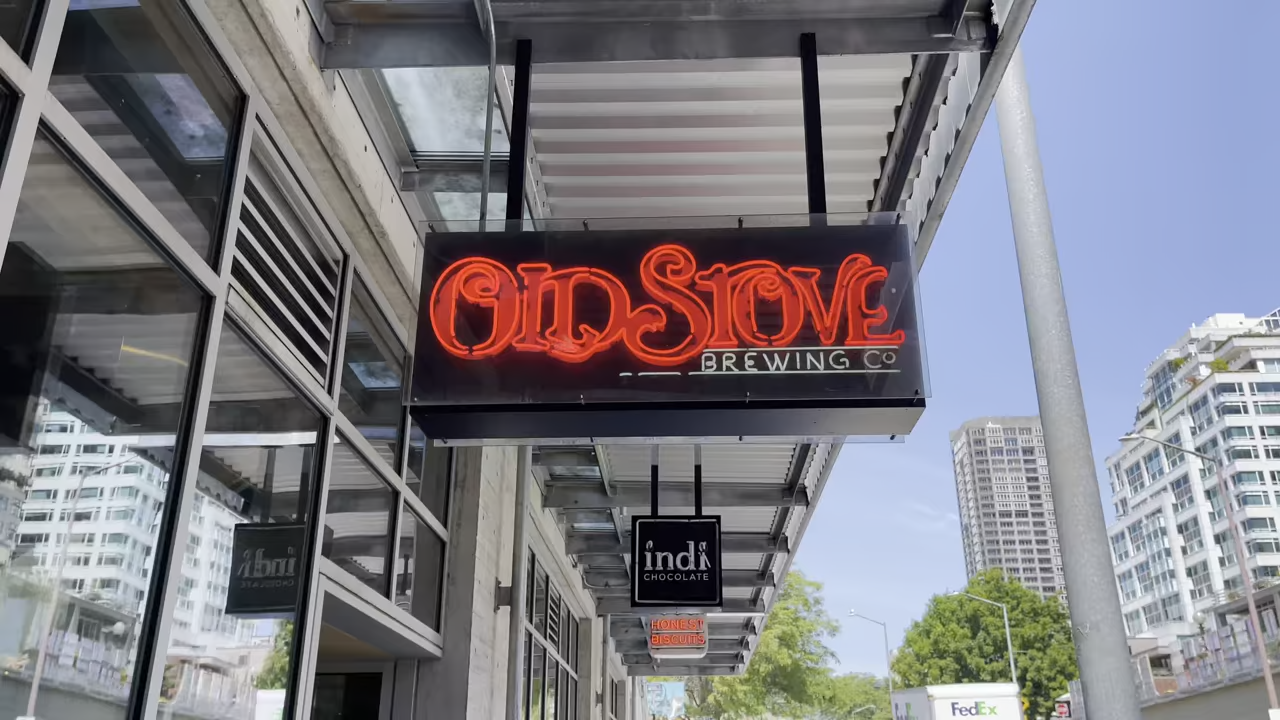 OLD STOVE
BREWING CO
indi
CHOCOLATE
HONEST
BISCUITS
FedEx